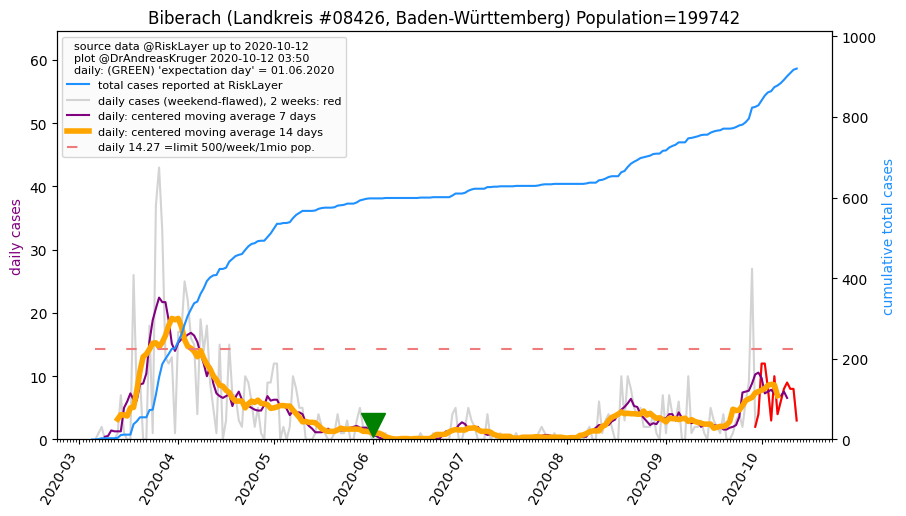 Biberach (Landkreis #08426, Baden-Württemberg) Population=199742
source data @RiskLayer up to 2020-10-12
plot @DrAndreasKruger 2020-10-12 03:50
daily: (GREEN) 'expectation day' = 01.06.2020
total cases reported at RiskLayer
daily cases (weekend-flawed), 2 weeks: red
daily: centered moving average 7 days
daily: centered moving average 14 days
daily 14.27 =limit 500/week/1mio pop.
daily cases
60
50
40
30
20
10
0
cumulative total cases
1000
800
600
400
200
0
2020-03
2020-04
2020-05
2020-06
2020-07
2020-08
2020-09
2020-10